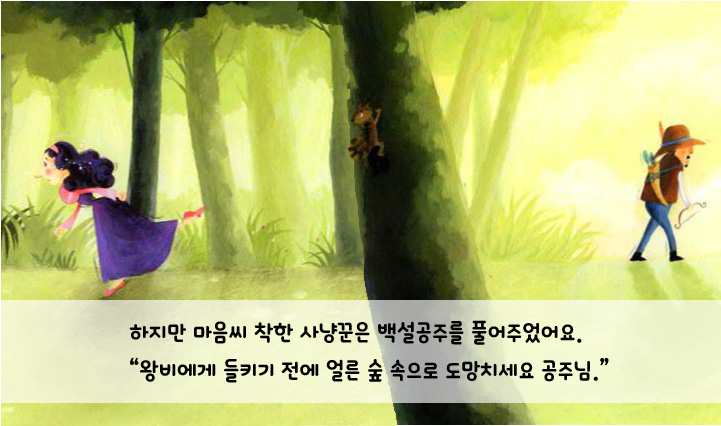 하지만 마음씨 착한 사냥꾼은 백설공주를 풀어주었어요.
“왕비에게 들키기 전에 얼른 숲 속으로 도망치세요 공주님.”